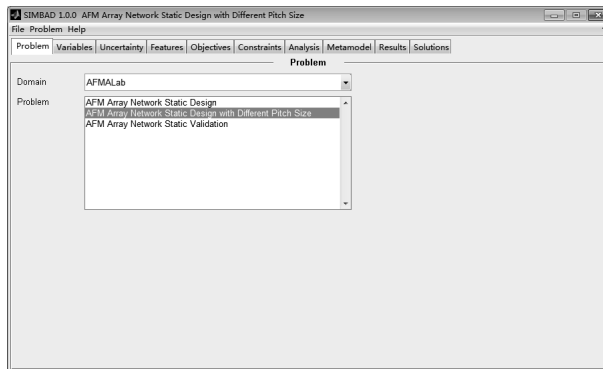 SIMBAD 1.0.0 AFM Array Network Static Design with Different Pitch Size
File Problem Help
Problem Variables Uncertainty Features Objectives Constraints Analysis Metamodel Results Solutions
Problem
Domain AFMALab
Problem AFM Array Network Static Design
AFM Array Network Static Design with Different Pitch Size
AFM Array Network Static Validation